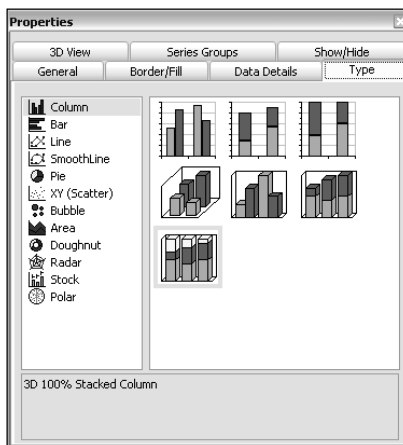 Properties
3D View Series Groups Show/Hide
General Border/Fill Data Details Type
Column
Bar
Line
SmoothLine
Pie
XY (Scatter)
Bubble
Area
Doughnut
Radar
Stock
Polar
3D 100% Stacked Column